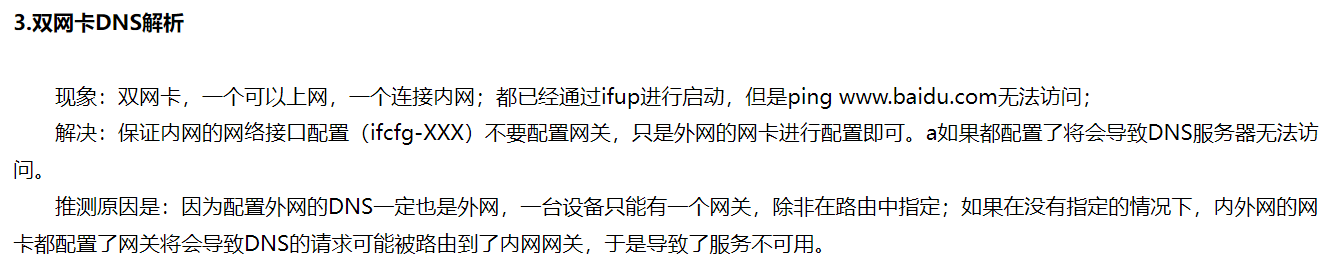 3.双网卡DNS解析
现象：双网卡，一个可以上网，一个连接内网；都已经通过ifup进行启动，但是ping www.baidu.com无法访问；
解决：保证内网的网络接口配置（ifcfg-XXX）不要配置网关，只是外网的网卡进行配置即可。a如果都配置了将会导致DNS服务器无法访
问。
推测原因是：因为配置外网的DNS一定也是外网，一台设备只能有一个网关，除非在路由中指定；如果在没有指定的情况下，内外网的网
卡都配置了网关将会导致DNS的请求可能被路由到了内网网关，于是导致了服务不可用。